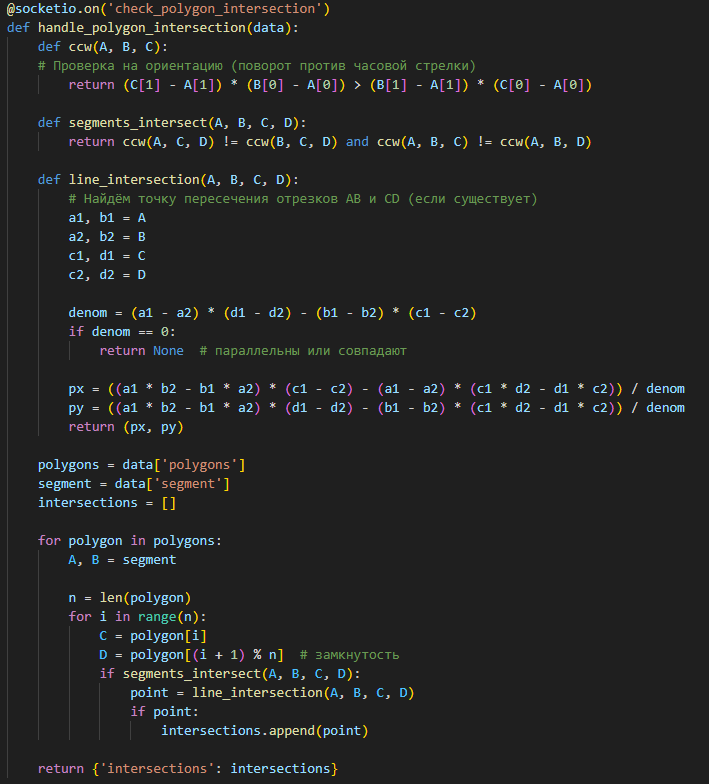 @socketio.on('check_polygon_intersection')
def handle_polygon_intersection(data):
    def ccw(A, B, C):
    # Проверка на ориентацию (поворот против часовой стрелки)
        return (C[1] - A[1]) * (B[0] - A[0]) > (B[1] - A[1]) * (C[0] - A[0])

    def segments_intersect(A, B, C, D):
        return ccw(A, C, D) != ccw(B, C, D) and ccw(A, B, C) != ccw(A, B, D)

    def line_intersection(A, B, C, D):
        # Найдём точку пересечения отрезков AB и CD (если существует)
        a1, b1 = A
        a2, b2 = B
        c1, d1 = C
        c2, d2 = D

        denom = (a1 - a2) * (d1 - d2) - (b1 - b2) * (c1 - c2)
        if denom == 0:
            return None  # параллельны или совпадают

        px = ((a1 * b2 - b1 * a2) * (c1 - c2) - (a1 - a2) * (c1 * d2 - d1 * c2)) / denom
        py = ((a1 * b2 - b1 * a2) * (d1 - d2) - (b1 - b2) * (c1 * d2 - d1 * c2)) / denom
        return (px, py)

    polygons = data['polygons']
    segment = data['segment']
    intersections = []

    for polygon in polygons:
        A, B = segment

        n = len(polygon)
        for i in range(n):
            C = polygon[i]
            D = polygon[(i + 1) % n]  # замкнутость
            if segments_intersect(A, B, C, D):
                point = line_intersection(A, B, C, D)
                if point:
                    intersections.append(point)

    return {'intersections': intersections}